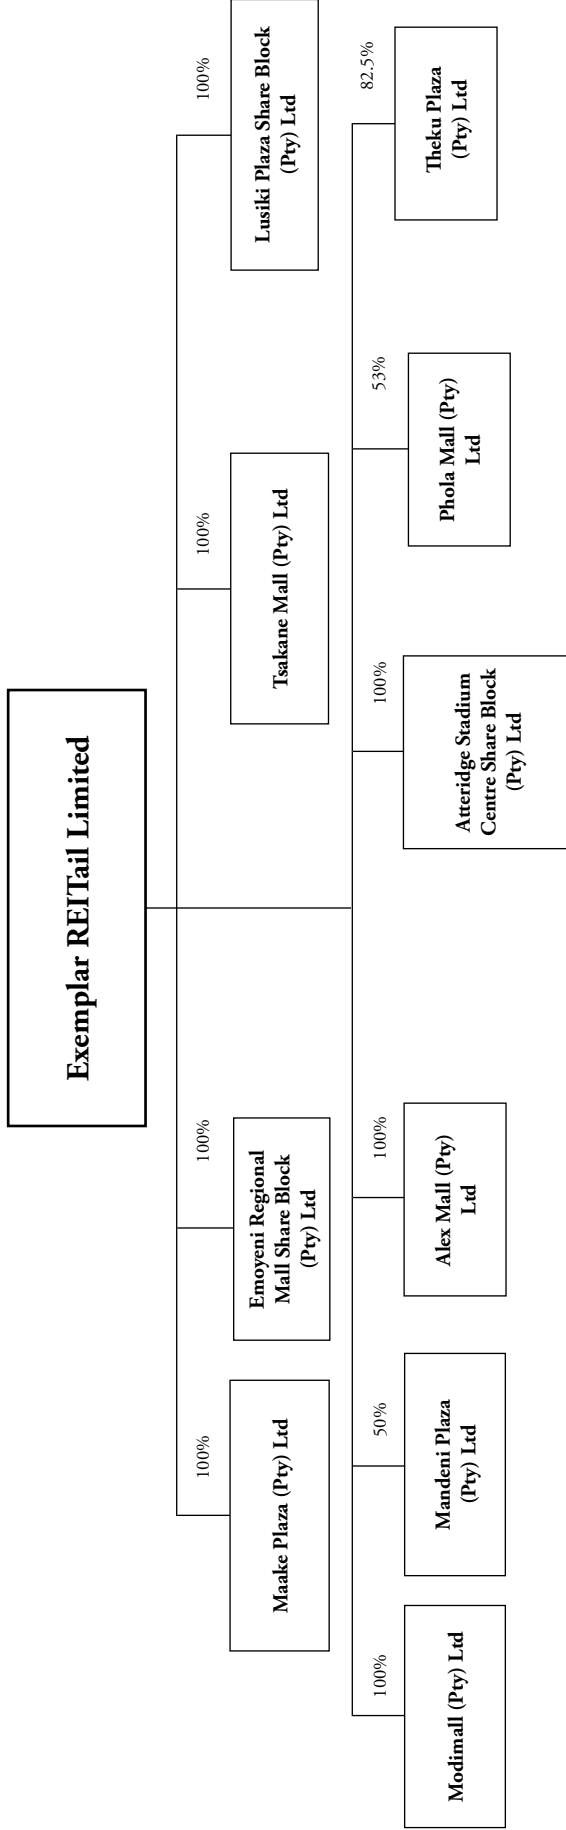 Exemplar REITail Limited
100%
100%
100%
100%
Maake Plaza (Pty) Ltd
Emoyeni Regional
Mall Share Block
(Pty) Ltd
Tsakane Mall (Pty) Ltd
Lusiki Plaza Share Block
(Pty) Ltd
100%
50%
100%
100%
53%
82.5%
Modimall (Pty) Ltd
Mandeni Plaza
(Pty) Ltd
Alex Mall (Pty)
Ltd
Atteridge Stadium
Centre Share Block
(Pty) Ltd
Phola Mall (Pty)
Ltd
Theku Plaza
(Pty) Ltd